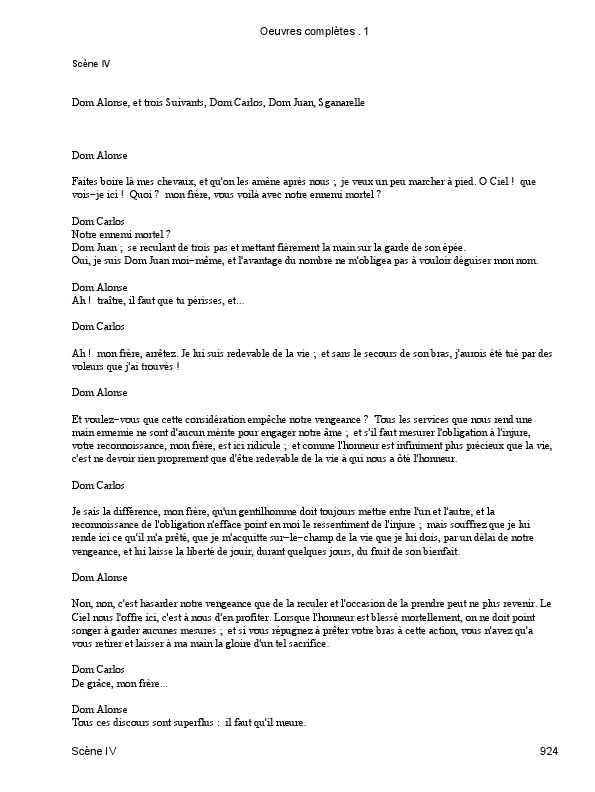 Oeuvres complètes . 1
Scène IV
Dom Alonse, et trois Suivants, Dom Carlos, Dom Juan, Sganarelle
Dom Alonse
Faites boire là mes chevaux, et qu'on les amène après nous ; je veux un peu marcher à pied. O Ciel ! que
vois−je ici ! Quoi ? mon frère, vous voilà avec notre ennemi mortel ?
Dom Carlos
Notre ennemi mortel ?
Dom Juan ; se reculant de trois pas et mettant fièrement la main sur la garde de son épée.
Oui, je suis Dom Juan moi−même, et l'avantage du nombre ne m'obligea pas à vouloir déguiser mon nom.
Dom Alonse
Ah ! traître, il faut que tu périsses, et...
Dom Carlos
Ah ! mon frère, arrêtez. Je lui suis redevable de la vie ; et sans le secours de son bras, j'aurois été tué par des
voleurs que j'ai trouvés !
Dom Alonse
Et voulez−vous que cette considération empêche notre vengeance ? Tous les services que nous rend une
main ennemie ne sont d'aucun mérite pour engager notre âme ; et s'il faut mesurer l'obligation à l'injure,
votre reconnoissance, mon frère, est ici ridicule ; et comme l'honneur est infiniment plus précieux que la vie,
c'est ne devoir rien proprement que d'être redevable de la vie à qui nous a ôté l'honneur.
Dom Carlos
Je sais la différence, mon frère, qu'un gentilhomme doit toujours mettre entre l'un et l'autre, et la
reconnoissance de l'obligation n'efface point en moi le ressentiment de l'injure ; mais souffrez que je lui
rende ici ce qu'il m'a prêté, que je m'acquitte sur−le−champ de la vie que je lui dois, par un délai de notre
vengeance, et lui laisse la liberté de jouir, durant quelques jours, du fruit de son bienfait.
Dom Alonse
Non, non, c'est hasarder notre vengeance que de la reculer et l'occasion de la prendre peut ne plus revenir. Le
Ciel nous l'offre ici, c'est à nous d'en profiter. Lorsque l'honneur est blessé mortellement, on ne doit point
songer à garder aucunes mesures ; et si vous répugnez à prêter votre bras à cette action, vous n'avez qu'a
vous retirer et laisser à ma main la gloire d'un tel sacrifice.
Dom Carlos
De grâce, mon frère...
Dom Alonse
Tous ces discours sont superflus : il faut qu'il meure.
Scène IV 924